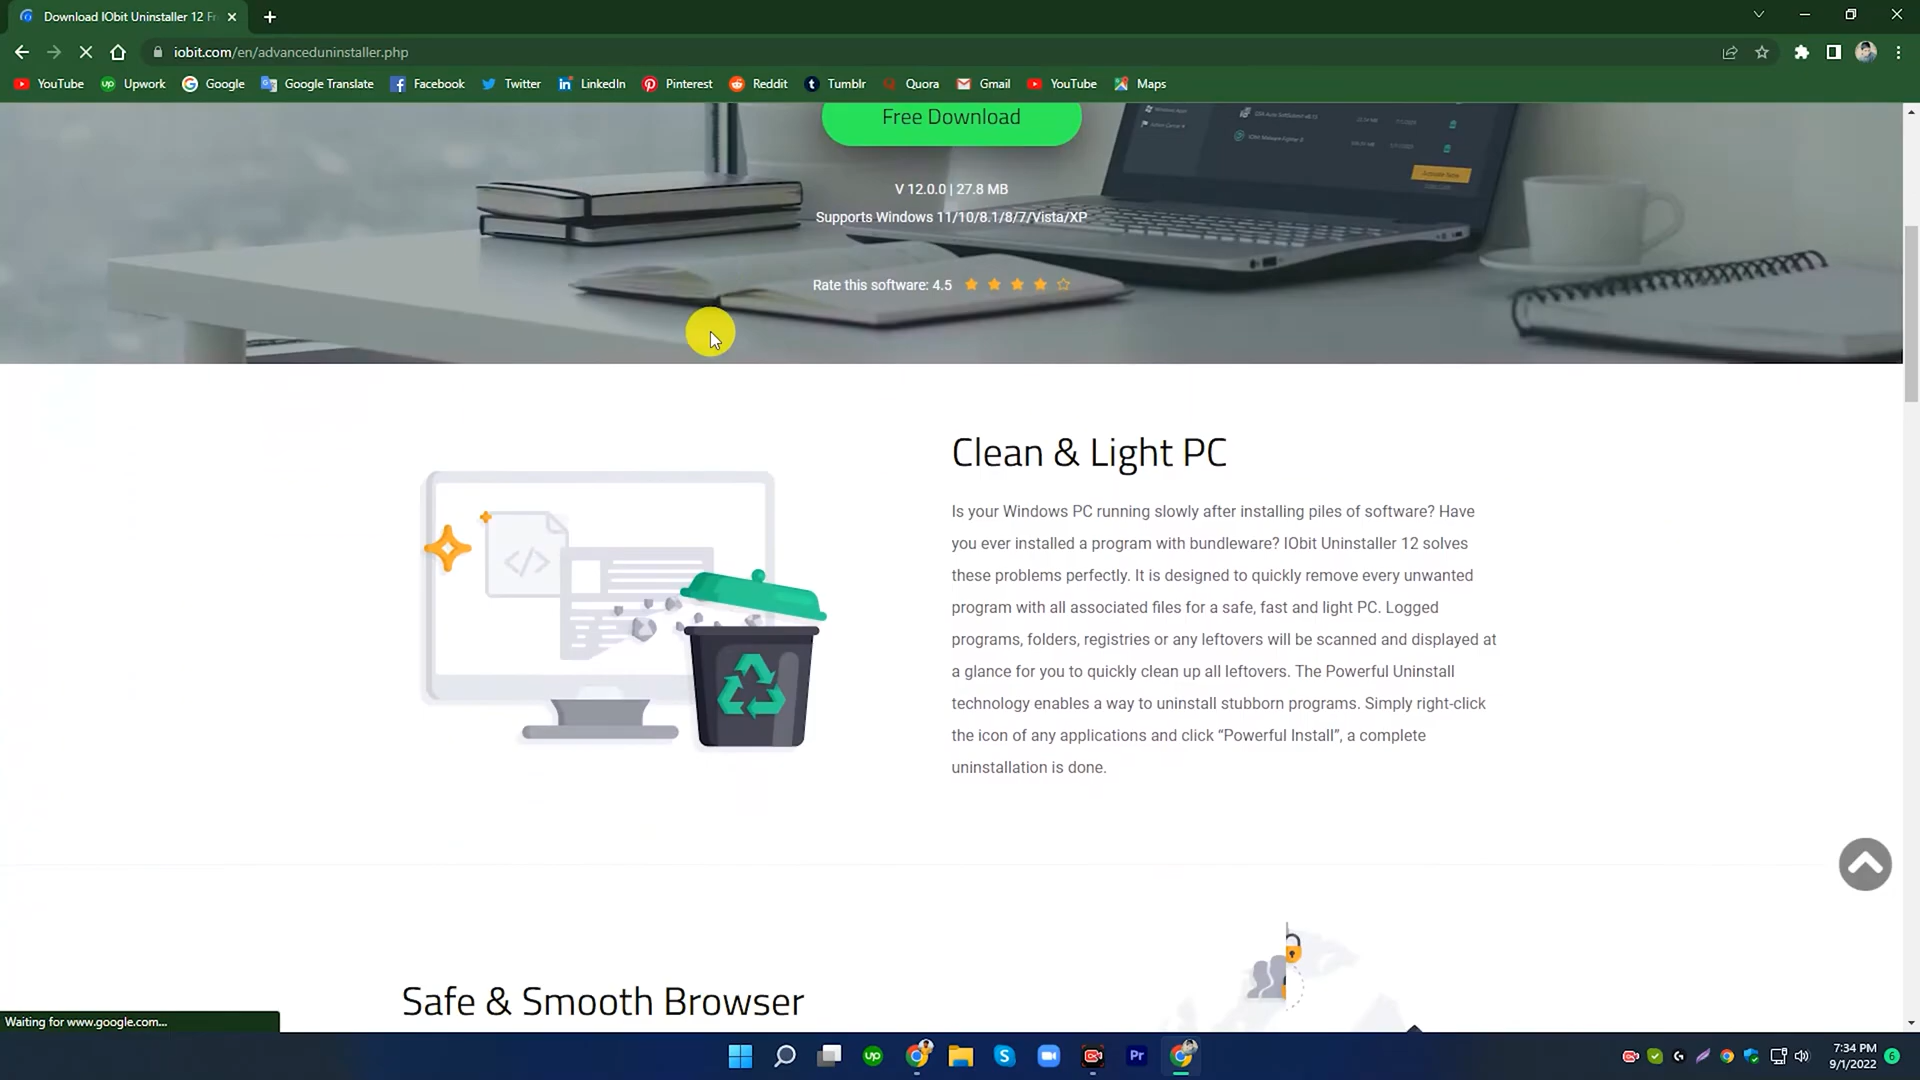 Download IObit Uninstaller 12 Fr
iobit.com/en/advanceduninstaller.php
YouTube Upwork Google Google Translate Facebook Twitter LinkedIn Pinterest Reddit Tumblr Quora Gmail YouTube Maps
Free Download
V 12.0.0 | 27.8 MB
Supports Windows 11/10/8.1/8/7/Vista/XP
Rate this software: 4.5
Clean & Light PC
Is your Windows PC running slowly after installing piles of software? Have
you ever installed a program with bundleware? IObit Uninstaller 12 solves
these problems perfectly. It is designed to quickly remove every unwanted
program with all associated files for a safe, fast and light PC. Logged
programs, folders, registries or any leftovers will be scanned and displayed at
a glance for you to quickly clean up all leftovers. The Powerful Uninstall
technology enables a way to uninstall stubborn programs. Simply right-click
the icon of any applications and click “Powerful Install”, a complete
uninstallation is done.
Safe & Smooth Browser
Waiting for www.google.com...
up
Pr
7:34 PM
9/1/2022
6